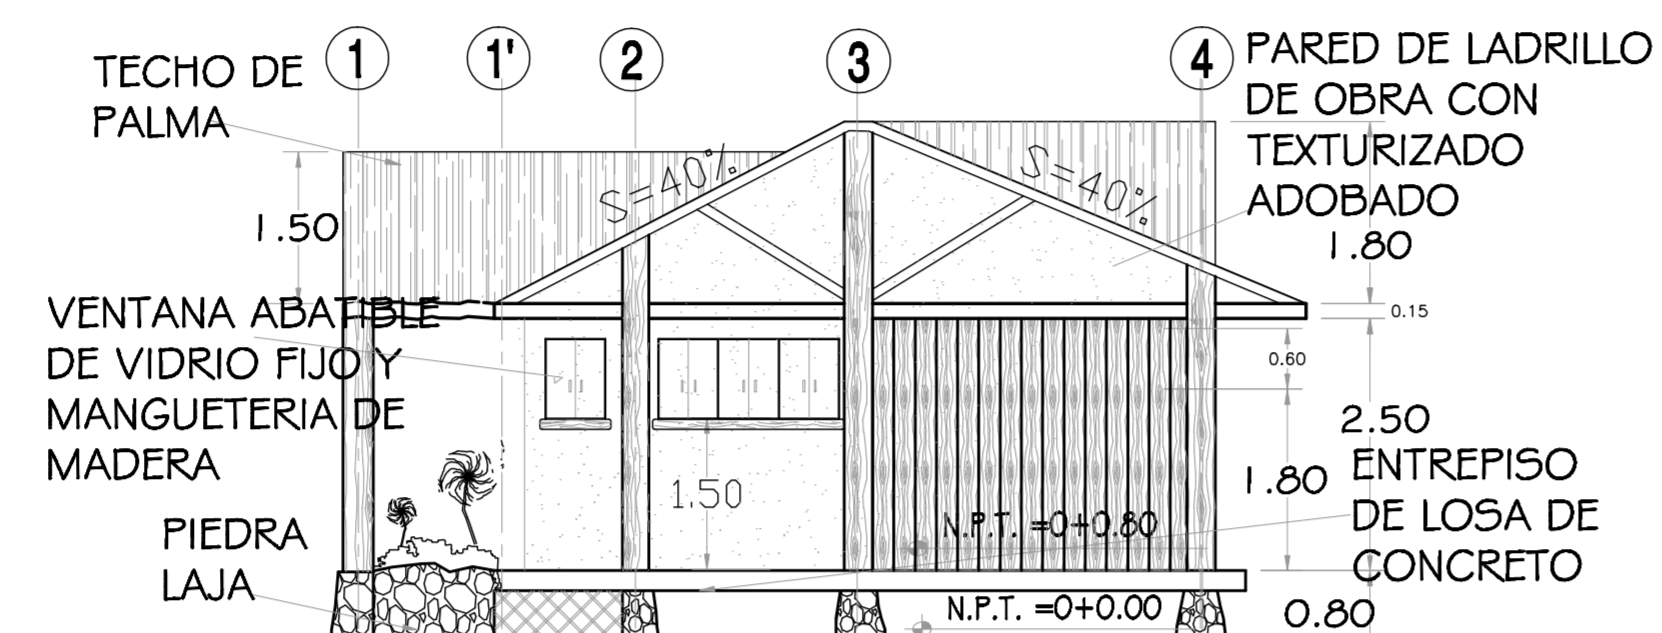 1
1'
2
3
4
TECHO DE
PALMA
PARED DE LADRILLO
DE OBRA CON
TEXTURIZADO
ADOBADO
S=40%
S=40%
1.50
1.80
0.15
VENTANA ABATIBLE
DE VIDRIO FIJO Y
MANGUETERIA DE
MADERA
0.60
2.50
1.80
1.50
ENTREPISO
DE LOSA DE
CONCRETO
N.P.T. =0+0.80
PIEDRA
LAJA
N.P.T. =0+0.00
0.80